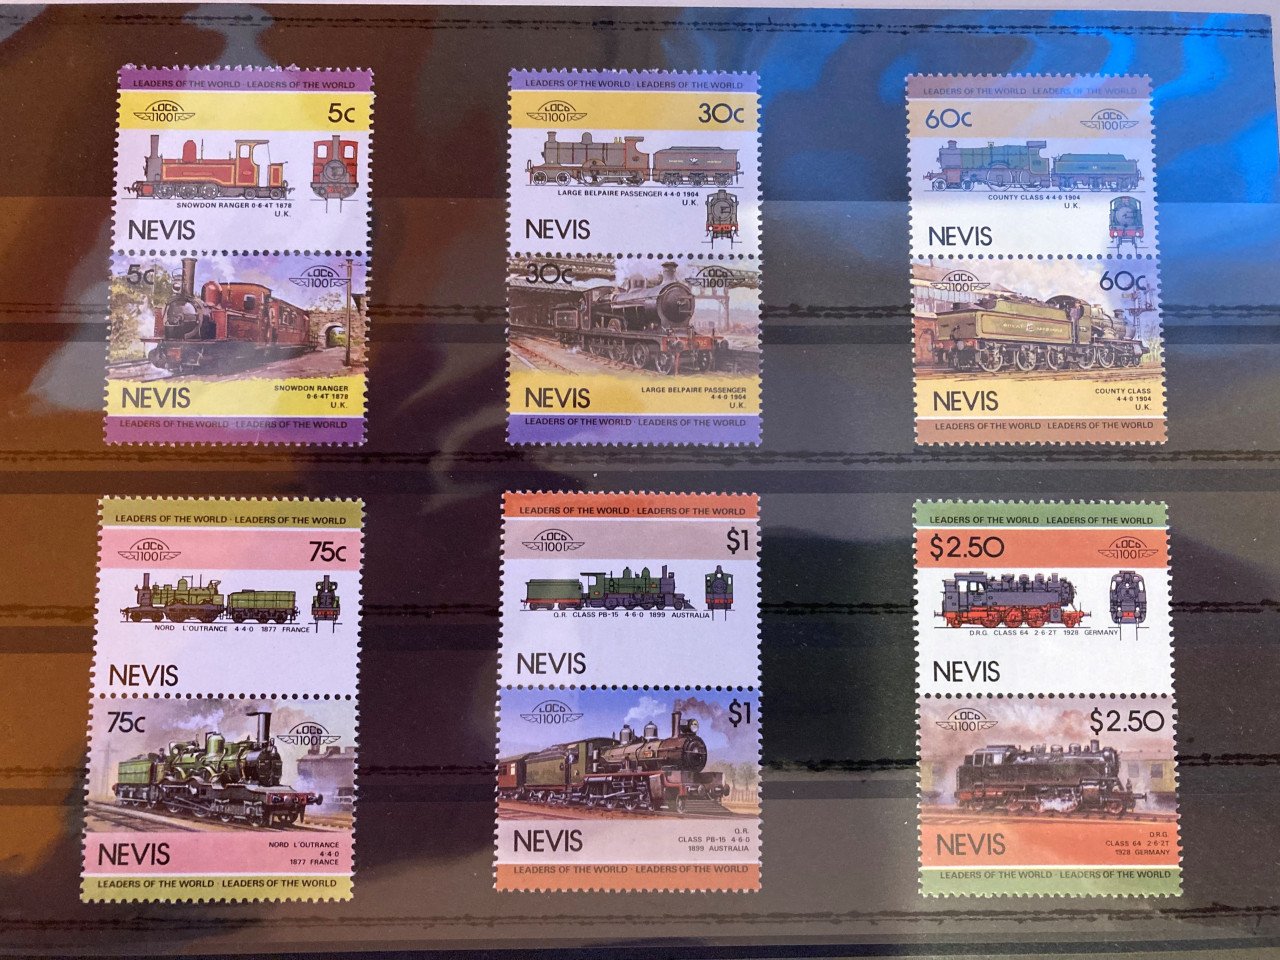 LEADERS OF THE WORLD · LEADERS OF THE WORLD
LOCO
100
5c
SNOWDON RANGER 0·6·4T 1878
U.K.
NEVIS
5c
LOCO
100
NEVIS
SNOWDON RANGER
0·6·4T 1878
U.K.
LEADERS OF THE WORLD · LEADERS OF THE WORLD
LEADERS OF THE WORLD · LEADERS OF THE WORLD
LOCO
100
30c
LARGE BELPAIRE PASSENGER 4·4·0 1904
U.K.
NEVIS
30c
LOCO
100
NEVIS
LARGE BELPAIRE PASSENGER
4·4·0 1904
U.K.
LEADERS OF THE WORLD · LEADERS OF THE WORLD
LEADERS OF THE WORLD · LEADERS OF THE WORLD
60c
LOCO
100
COUNTY CLASS 4·4·0 1904
U.K.
NEVIS
LOCO
100
60c
NEVIS
COUNTY CLASS
4·4·0 1904
U.K.
LEADERS OF THE WORLD · LEADERS OF THE WORLD
LEADERS OF THE WORLD · LEADERS OF THE WORLD
LOCO
100
75c
NORD L'OUTRANCE 4·4·0 1877 FRANCE
NEVIS
75c
LOCO
100
NEVIS
NORD L'OUTRANCE
4·4·0
1877 FRANCE
LEADERS OF THE WORLD · LEADERS OF THE WORLD
LEADERS OF THE WORLD · LEADERS OF THE WORLD
LOCO
100
$1
Q.R. CLASS PB-15 4·6·0 1899 AUSTRALIA
NEVIS
LOCO
100
$1
NEVIS
Q.R.
CLASS PB-15 4·6·0
1899 AUSTRALIA
LEADERS OF THE WORLD · LEADERS OF THE WORLD
LEADERS OF THE WORLD · LEADERS OF THE WORLD
$2.50
LOCO
100
D.R.G. CLASS 64 2·6·2T 1928 GERMANY
NEVIS
LOCO
100
$2.50
NEVIS
D.R.G.
CLASS 64 2·6·2T
1928 GERMANY
LEADERS OF THE WORLD · LEADERS OF THE WORLD